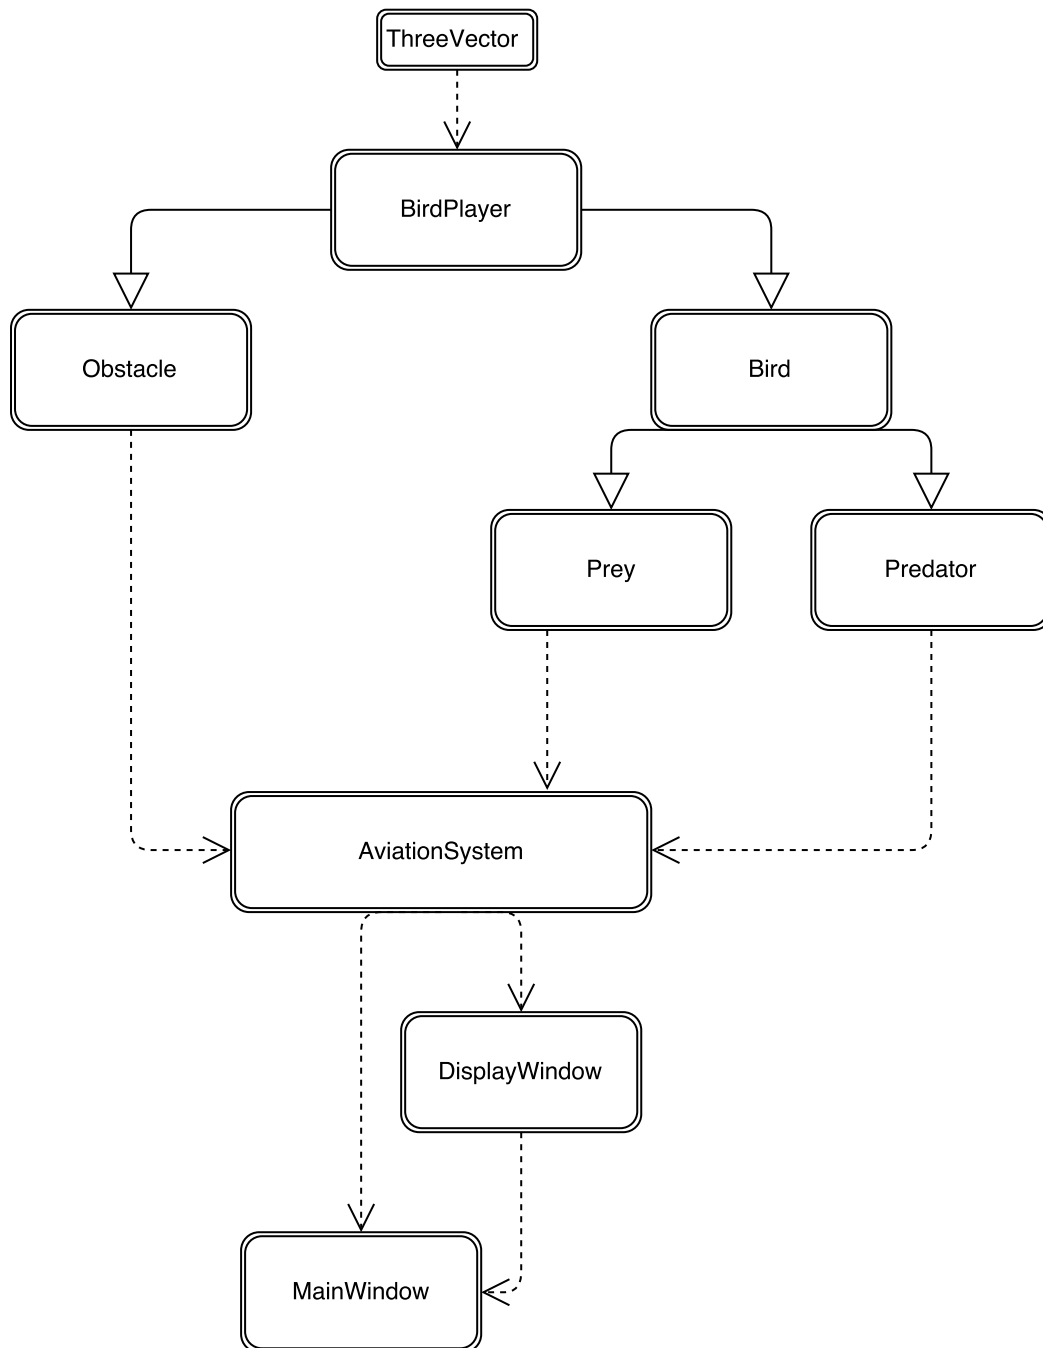 ThreeVector
BirdPlayer
Obstacle
Bird
Prey
Predator
AviationSystem
DisplayWindow
MainWindow